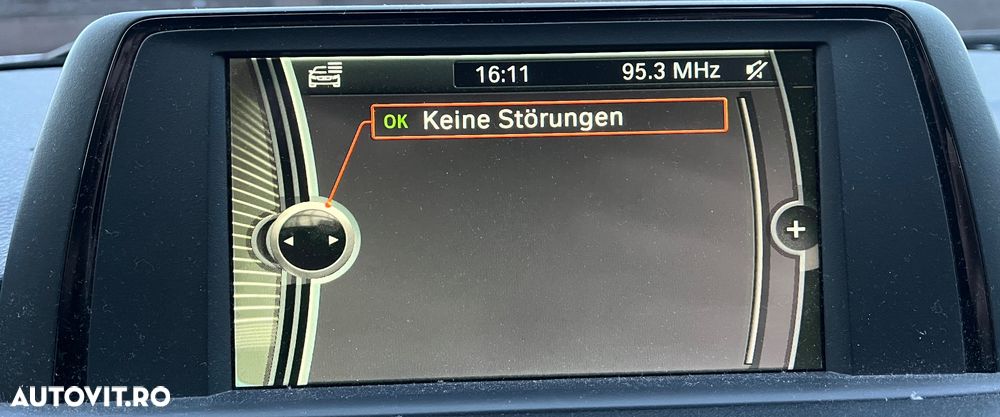 16:11 95.3 MHz
OK Keine Störungen
+
AUTOVIT.RO